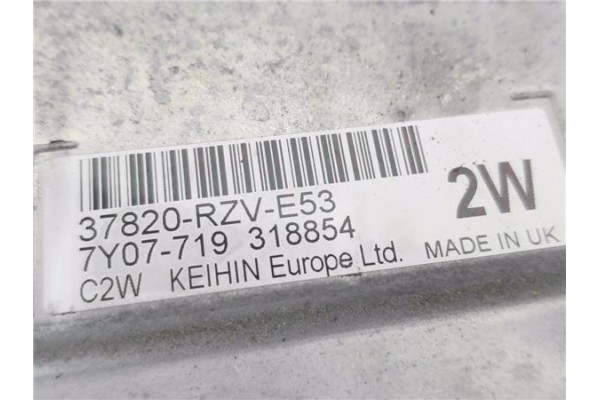 37820-RZV-E53
2W
7Y07-719 318854
C2W KEIHIN Europe Ltd. MADE IN UK